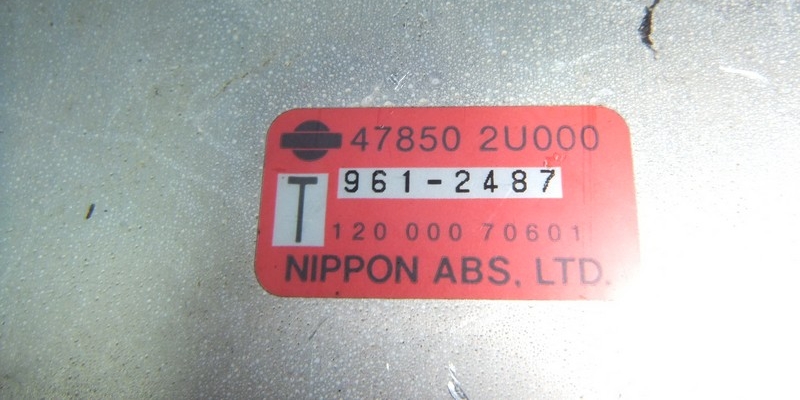 47850 2U000
T 961-2487
120 000 70601
NIPPON ABS, LTD.